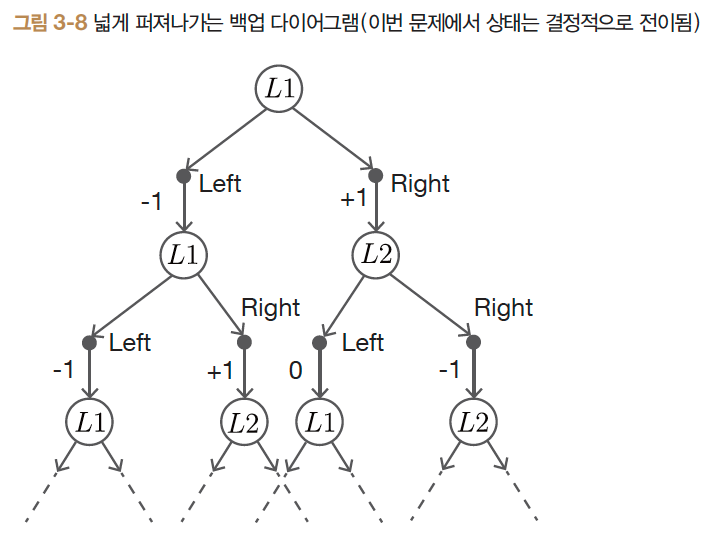 그림 3-8 넓게 퍼져나가는 백업 다이어그램(이번 문제에서 상태는 결정적으로 전이됨)
L1
Left
Right
-1
+1
L1
L2
Right
Right
Left
Left
-1
+1
0
-1
L1
L2
L1
L2